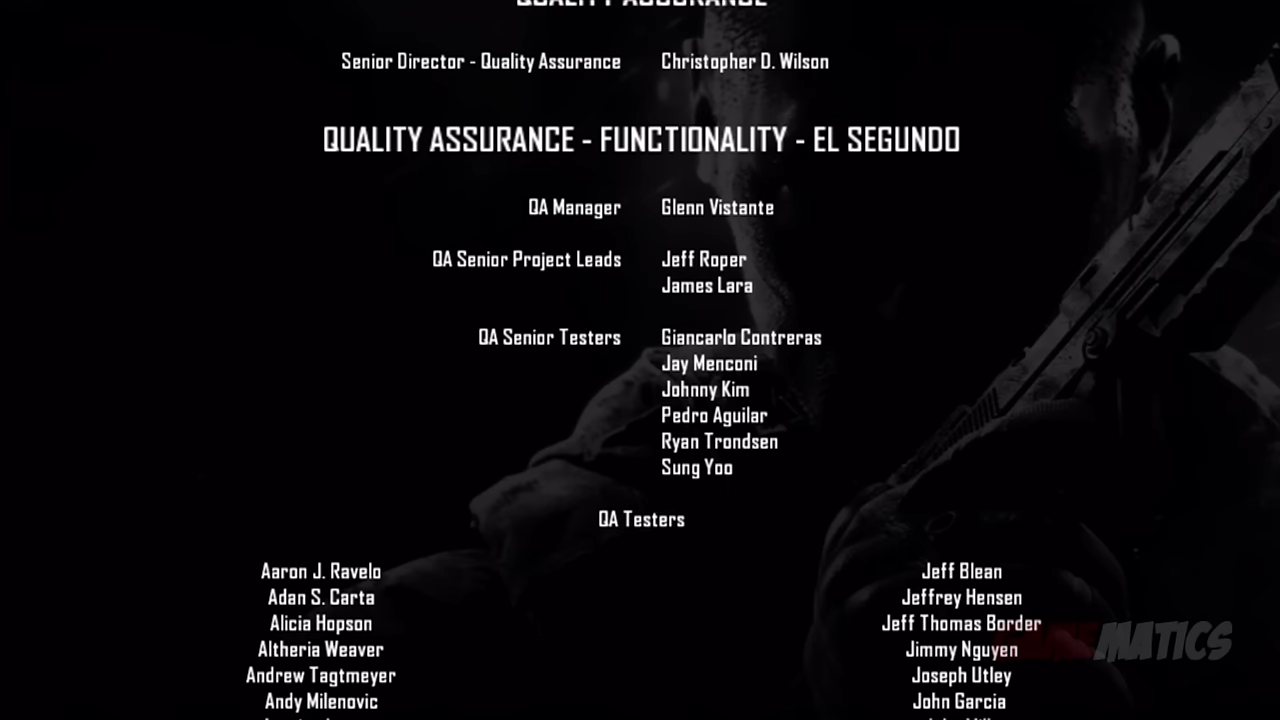 QUALITY ASSURANCE
Senior Director - Quality Assurance Christopher D. Wilson
QUALITY ASSURANCE - FUNCTIONALITY - EL SEGUNDO
QA Manager Glenn Vistante
QA Senior Project Leads Jeff Roper
James Lara
QA Senior Testers Giancarlo Contreras
Jay Menconi
Johnny Kim
Pedro Aguilar
Ryan Trondsen
Sung Yoo
QA Testers
Aaron J. Ravelo Jeff Blean
Adan S. Carta Jeffrey Hensen
Alicia Hopson Jeff Thomas Border
Altheria Weaver Jimmy Nguyen
Andrew Tagtmeyer Joseph Utley
Andy Milenovic John Garcia
MATICS